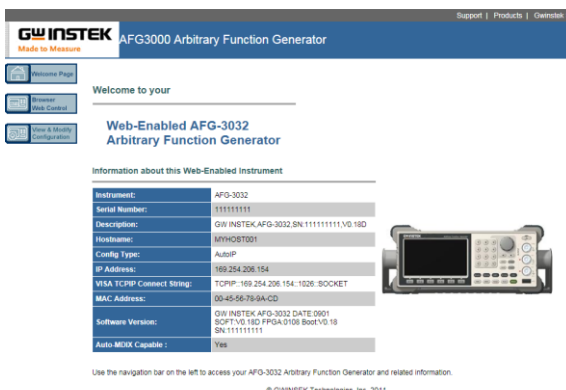 Support | Products | Gwinstek
GW INSTEK
Made to Measure
AFG3000 Arbitrary Function Generator
Welcome Page
Browser
Web Control
View & Modify
Configuration
Welcome to your
Web-Enabled AFG-3032
Arbitrary Function Generator
Information about this Web-Enabled Instrument
Instrument: AFG-3032
Serial Number: 111111111
Description: GW INSTEK,AFG-3032,SN:111111111,V0.18D
Hostname: MYHOST001
Config Type: AutoIP
IP Address: 169.254.206.154
VISA TCPIP Connect String: TCPIP::169.254.206.154::1026::SOCKET
MAC Address: 00-45-56-78-9A-CD
Software Version: GW INSTEK AFG-3032 DATE:0901
SOFT:V0.18D FPGA:0108 Boot:V0.18
SN:111111111
Auto-MDIX Capable : Yes
Use the navigation bar on the left to access your AFG-3032 Arbitrary Function Generator and related information.